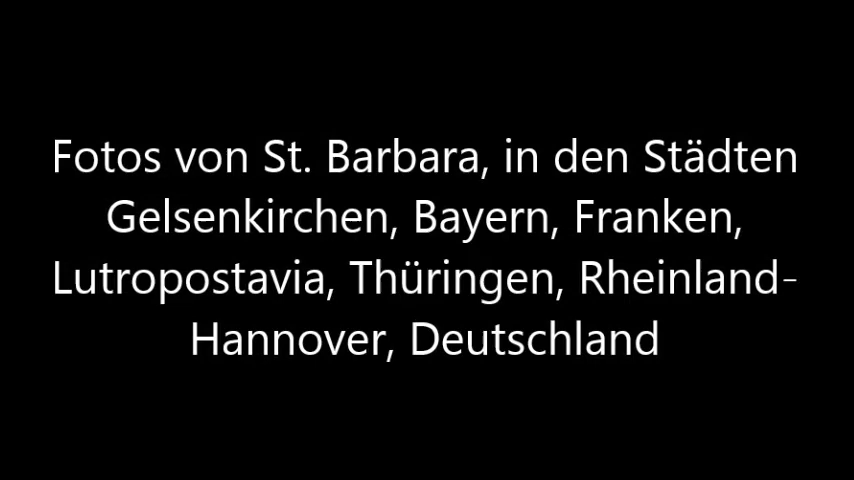 Fotos von St. Barbara, in den Städten
Gelsenkirchen, Bayern, Franken,
Lutropostavia, Thüringen, Rheinland-
Hannover, Deutschland